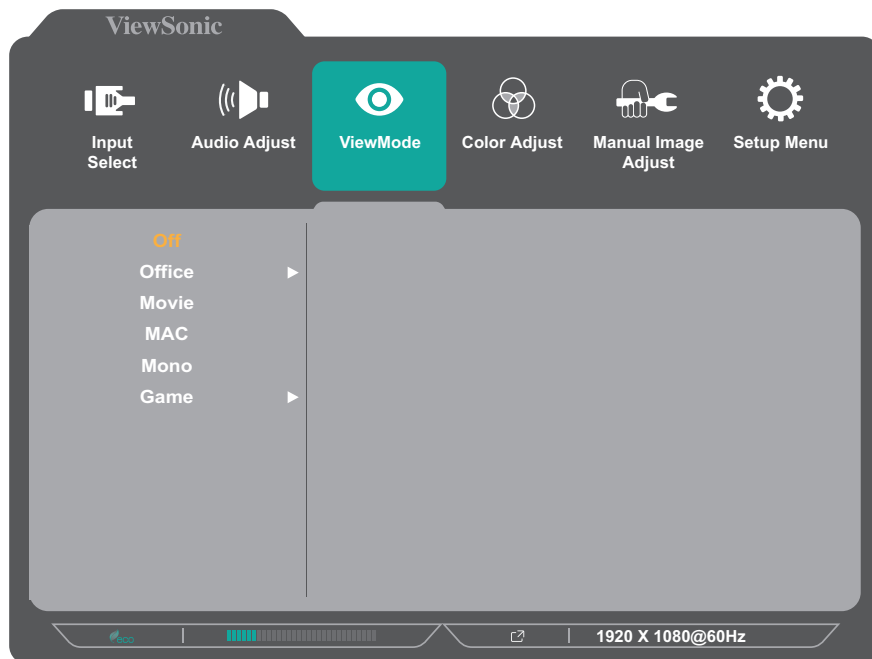 ViewSonic
Input
Select
Audio Adjust
ViewMode
Color Adjust
Manual Image
Adjust
Setup Menu
Off
Office
Movie
MAC
Mono
Game
eco
1920 X 1080@60Hz